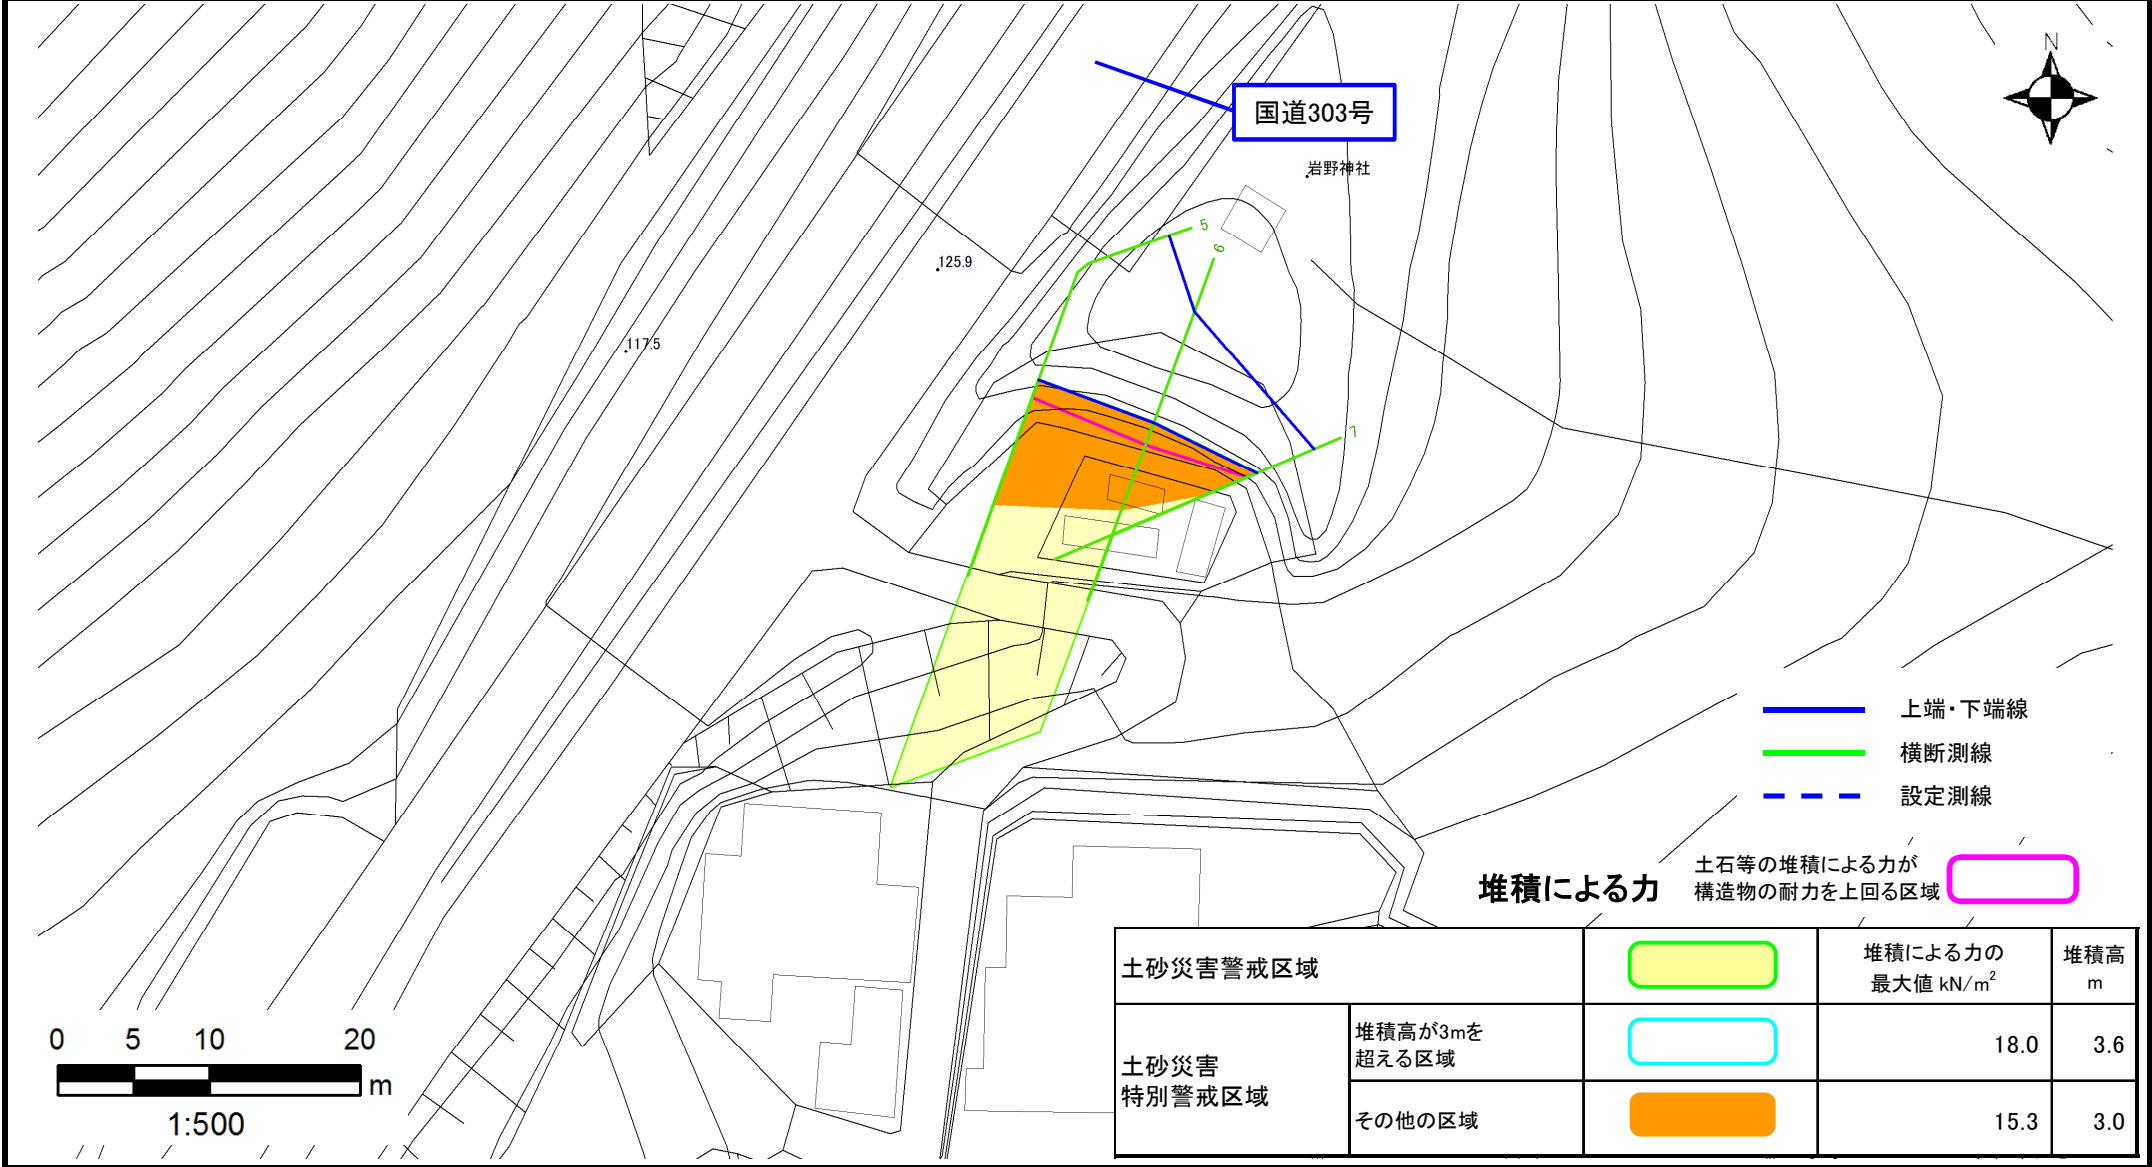 N
国道303号
岩野神社
5
6
125.9
117.5
7
上端・下端線
横断測線
設定測線
堆積による力
土石等の堆積による力が
構造物の耐力を上回る区域
土砂災害警戒区域
堆積による力の
最大値 kN/m²
堆積高
m
土砂災害
特別警戒区域
堆積高が3mを
超える区域
18.0
3.6
その他の区域
15.3
3.0
0 5 10 20
m
1:500